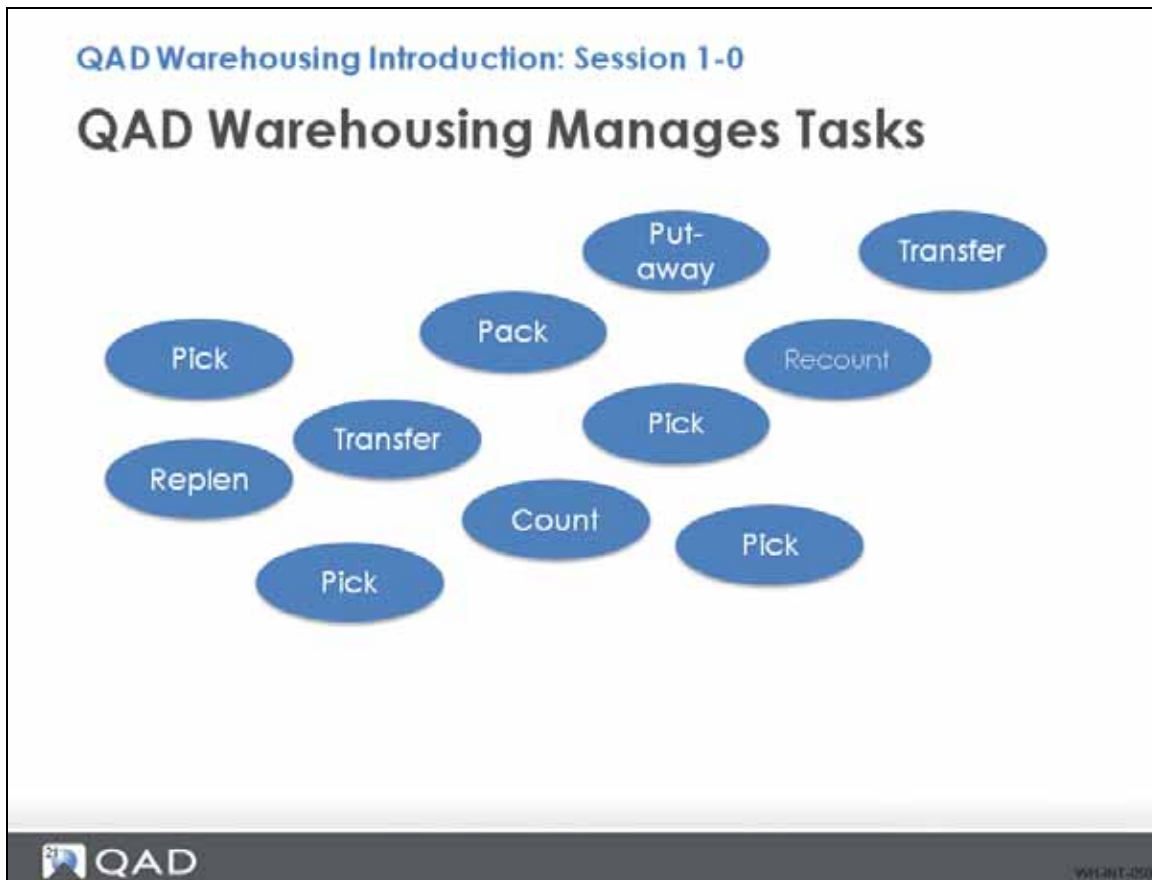 QAD Warehousing Introduction: Session 1-0
QAD Warehousing Manages Tasks
Put-
away
Transfer
Pack
Pick
Recount
Transfer
Pick
Replen
Count
Pick
Pick
21
QAD